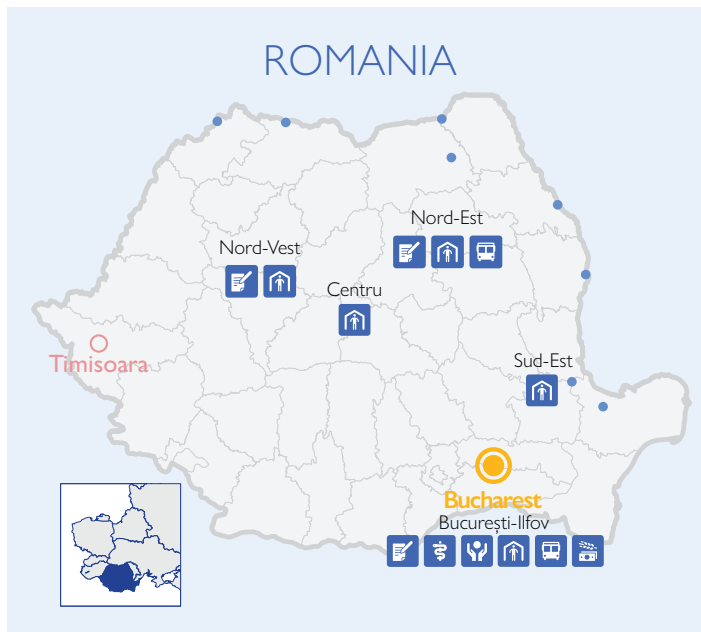 ROMANIA
Nord-Est
Nord-Vest
Centru
Timisoara
Sud-Est
Bucharest
București-Ilfov